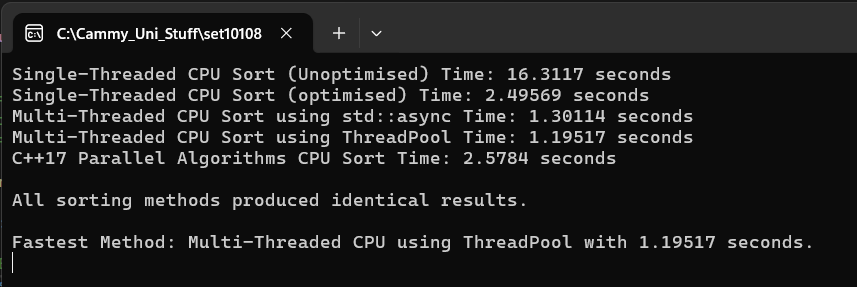 C:\Cammy_Uni_Stuff\set10108
Single-Threaded CPU Sort (Unoptimised) Time: 16.3117 seconds
Single-Threaded CPU Sort (optimised) Time: 2.49569 seconds
Multi-Threaded CPU Sort using std::async Time: 1.30114 seconds
Multi-Threaded CPU Sort using ThreadPool Time: 1.19517 seconds
C++17 Parallel Algorithms CPU Sort Time: 2.5784 seconds
All sorting methods produced identical results.
Fastest Method: Multi-Threaded CPU using ThreadPool with 1.19517 seconds.